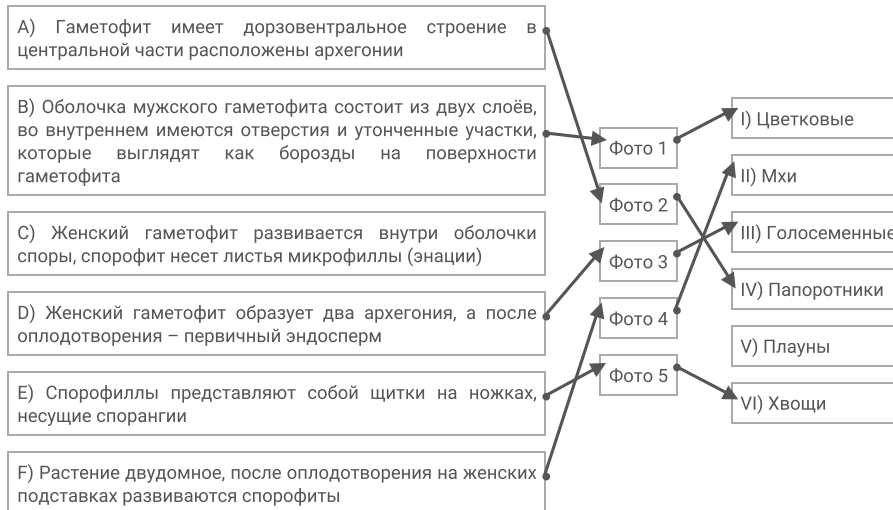 A) Гаметофит имеет дорзовентральное строение в
центральной части расположены архегонии
B) Оболочка мужского гаметофита состоит из двух слоёв,
во внутреннем имеются отверстия и утонченные участки,
которые выглядят как борозды на поверхности
гаметофита
C) Женский гаметофит развивается внутри оболочки
споры, спорофит несет листья микрофиллы (энации)
D) Женский гаметофит образует два архегония, а после
оплодотворения – первичный эндосперм
E) Спорофиллы представляют собой щитки на ножках,
несущие спорангии
F) Растение двудомное, после оплодотворения на женских
подставках развиваются спорофиты
Фото 1
Фото 2
Фото 3
Фото 4
Фото 5
I) Цветковые
II) Мхи
III) Голосеменные
IV) Папоротники
V) Плауны
VI) Хвощи